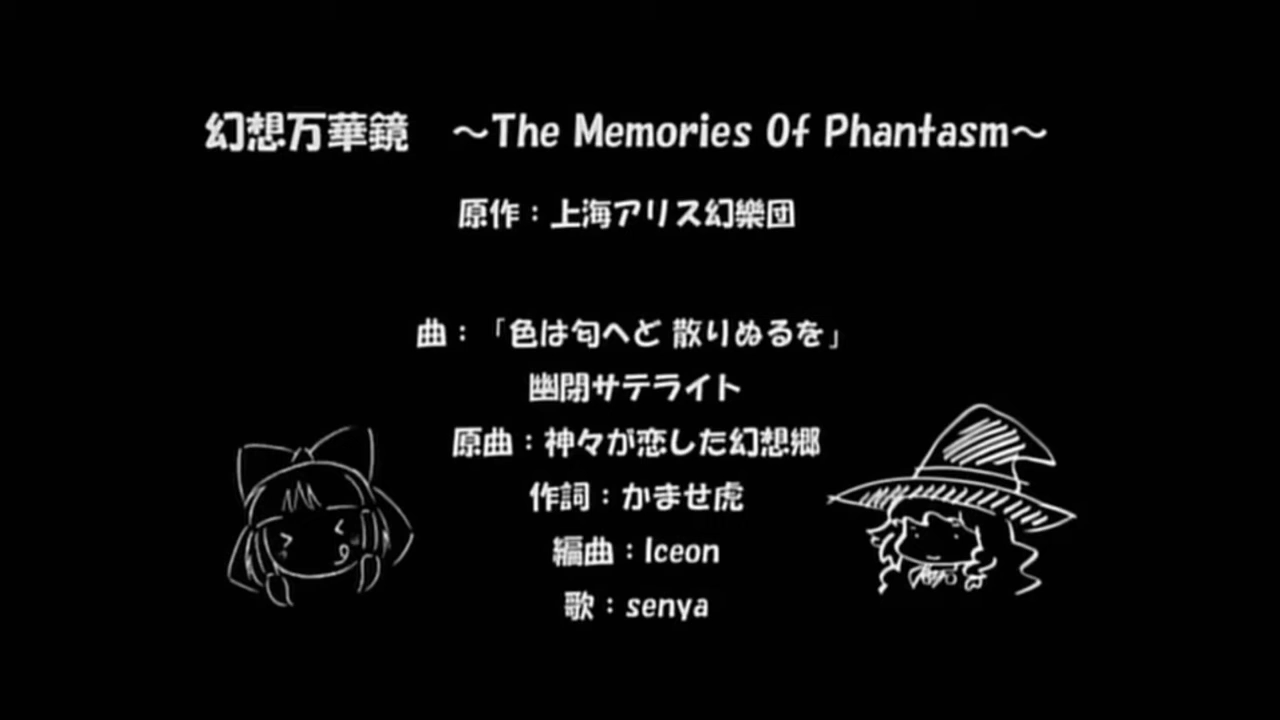 幻想万華鏡　～The Memories Of Phantasm～
原作：上海アリス幻樂団
曲：「色は匂へど 散りぬるを」
幽閉サテライト
原曲：神々が恋した幻想郷
作詞：かませ虎
編曲：Iceon
歌：senya